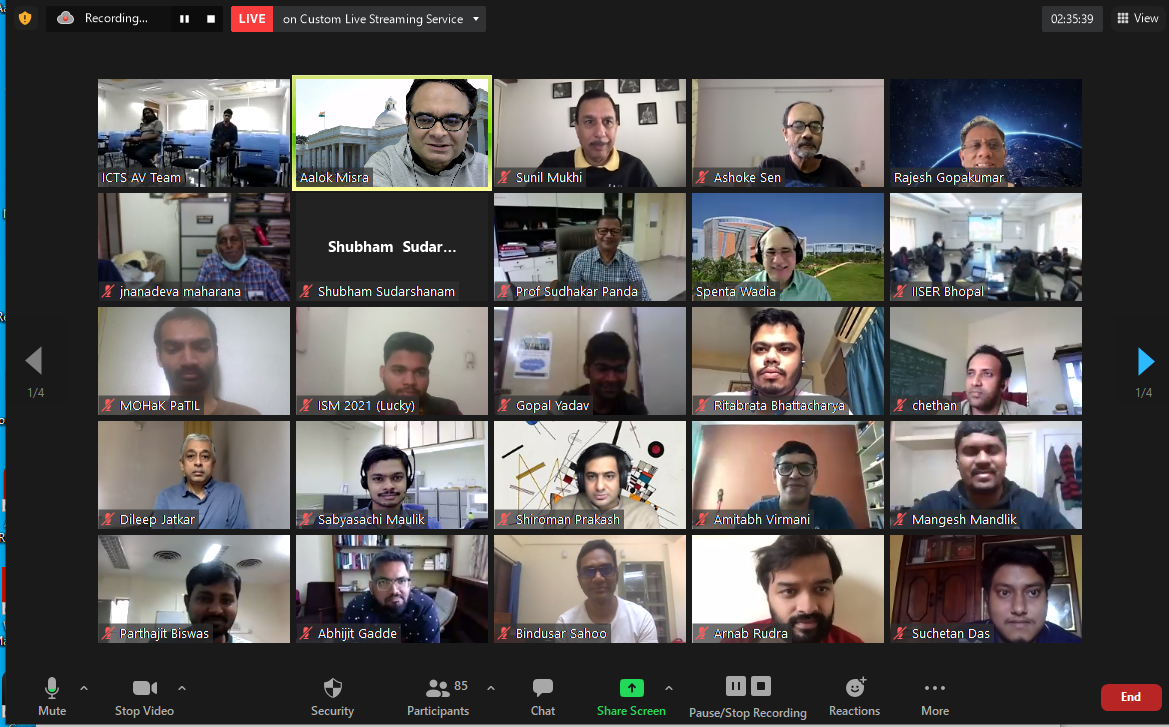 Recording...
LIVE
on Custom Live Streaming Service
02:35:39
View
ICTS AV Team
Aalok Misra
Sunil Mukhi
Ashoke Sen
Rajesh Gopakumar
jnanadeva maharana
Shubham Sudar...
Shubham Sudarshanam
Prof Sudhakar Panda
Spenta Wadia
IISER Bhopal
1/4
1/4
MOHaK PaTIL
ISM 2021 (Lucky)
Gopal Yadav
Ritabrata Bhattacharya
chethan
Dileep Jatkar
Sabyasachi Maulik
Shiroman Prakash
Amitabh Virmani
Mangesh Mandlik
Parthajit Biswas
Abhijit Gadde
Bindusar Sahoo
Arnab Rudra
Suchetan Das
Mute
Stop Video
Security
85
Participants
Chat
Share Screen
Pause/Stop Recording
Reactions
More
End